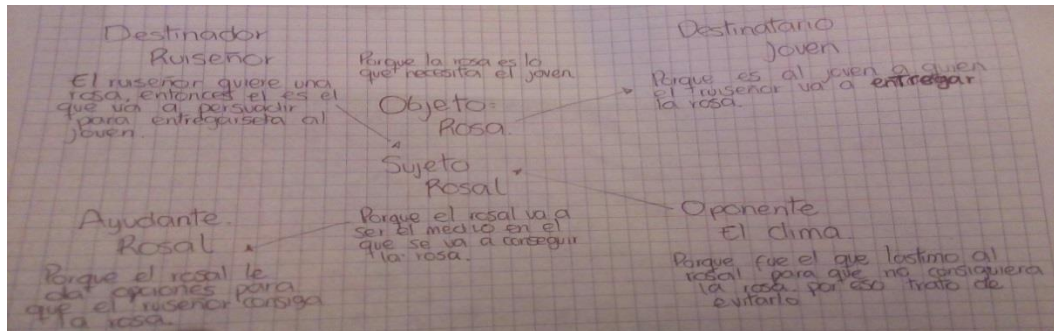 Destinador
Ruiseñor
El ruiseñor quiere una
rosa, entonces el es el
que va a persuadir
para entregarsela al
joven.
Porque la rosa es lo
que necesita el joven
Objeto:
Rosa.
Destinatario
Joven
Porque es al joven a quien
el ruiseñor va a entregar
la rosa.
Sujeto
Rosal
Ayudante.
Rosal
Porque el rosal le
da opciones para
que el ruiseñor consiga
la rosa.
Porque el rosal va a
ser el medio en el
que se va a conseguir
la rosa.
Oponente
El clima
Porque fue el que lastimo al
rosal para que no consiguiera
la rosa por eso trato de
evitarlo